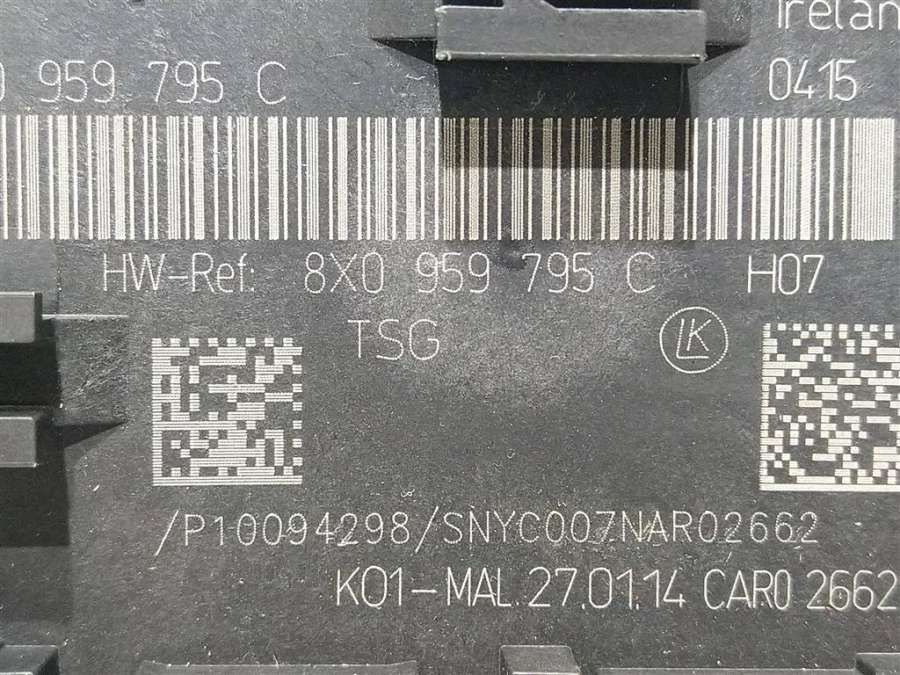 Irelan
0 959 795 C 0415
HW-Ref: 8X0 959 795 C H07
TSG LK
/P10094298/SNYC007NAR02662
K01-MAL.27.01.14 CAR0 2662